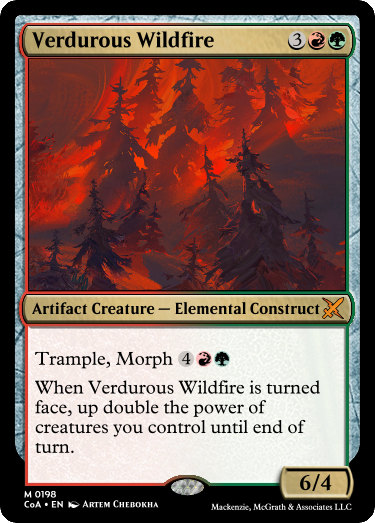 Verdurous Wildfire 3
Artifact Creature — Elemental Construct
Trample, Morph 4
When Verdurous Wildfire is turned
face, up double the power of
creatures you control until end of
turn.
6/4
M 0198
CoA • EN Artem Chebokha
Mackenzie, McGrath & Associates LLC